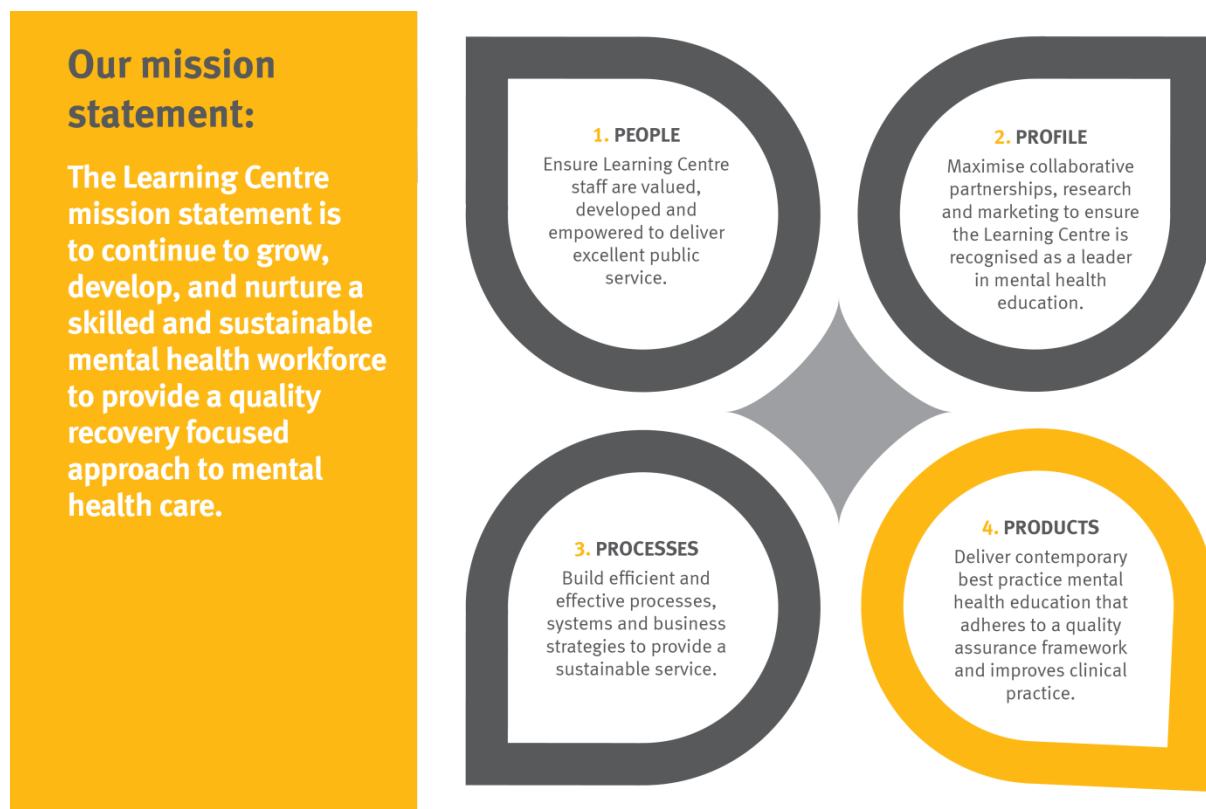 Our mission
statement:
The Learning Centre
mission statement is
to continue to grow,
develop, and nurture a
skilled and sustainable
mental health workforce
to provide a quality
recovery focused
approach to mental
health care.
1. PEOPLE
Ensure Learning Centre
staff are valued,
developed and
empowered to deliver
excellent public
service.
2. PROFILE
Maximise collaborative
partnerships, research
and marketing to ensure
the Learning Centre is
recognised as a leader
in mental health
education.
3. PROCESSES
Build efficient and
effective processes,
systems and business
strategies to provide a
sustainable service.
4. PRODUCTS
Deliver contemporary
best practice mental
health education that
adheres to a quality
assurance framework
and improves clinical
practice.